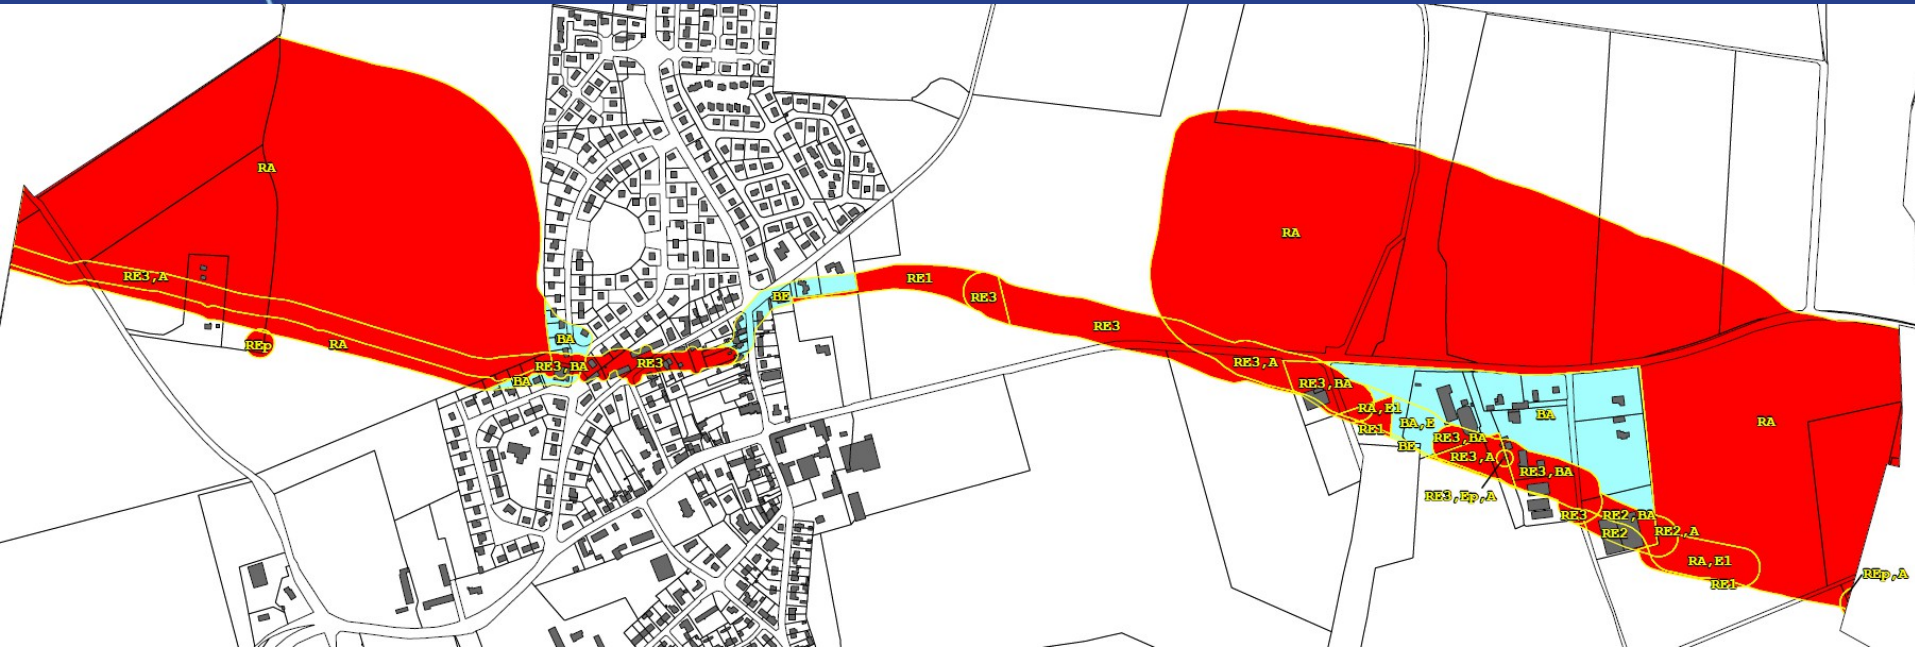 RA
RE3,A
REp
RA
BA
RE3,BA
BA
RE3
BE
RE1
RE3
RE3
RA
RE3,A
RE3,BA
RA,E1
RE1
BA,E
BE
RE3,BA
RE3,A
BA
RE3,BA
RE3,Ep,A
RE3
RE2,BA
RE2
RE2,A
RA
RA,E1
RE1
REp,A